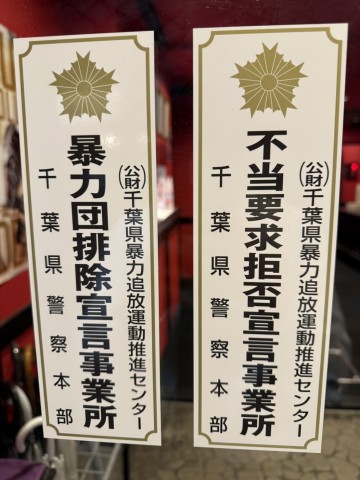 (公財)千葉県暴力追放運動推進センター
暴力団排除宣言事業所
千葉県警察本部
(公財)千葉県暴力追放運動推進センター
不当要求拒否宣言事業所
千葉県警察本部